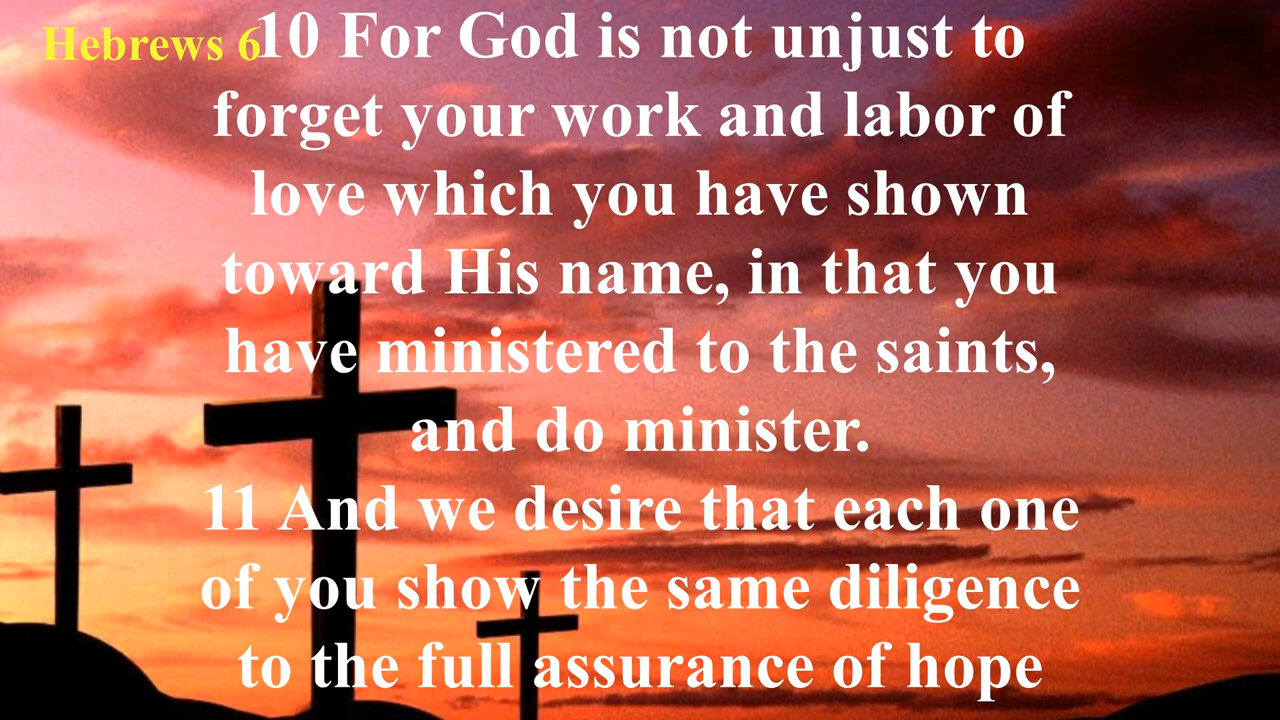 Hebrews 6
10 For God is not unjust to
forget your work and labor of
love which you have shown
toward His name, in that you
have ministered to the saints,
and do minister.
11 And we desire that each one
of you show the same diligence
to the full assurance of hope